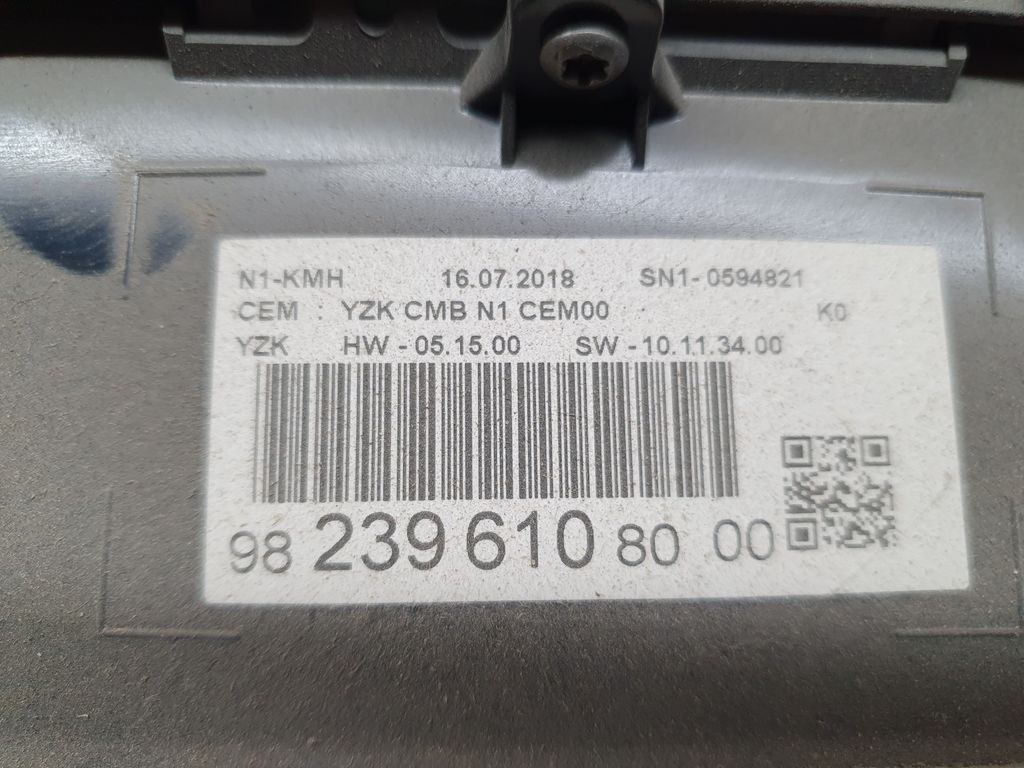 N1-KMH 16.07.2018 SN1-0594821
CEM : YZK CMB N1 CEM00 K0
YZK HW - 05.15.00 SW - 10.11.34.00
98 239 610 80 00